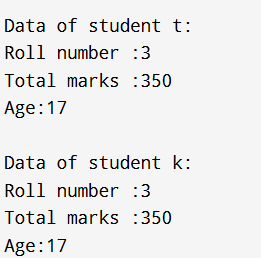 Data of student t:
Roll number :3
Total marks :350
Age:17
Data of student k:
Roll number :3
Total marks :350
Age:17